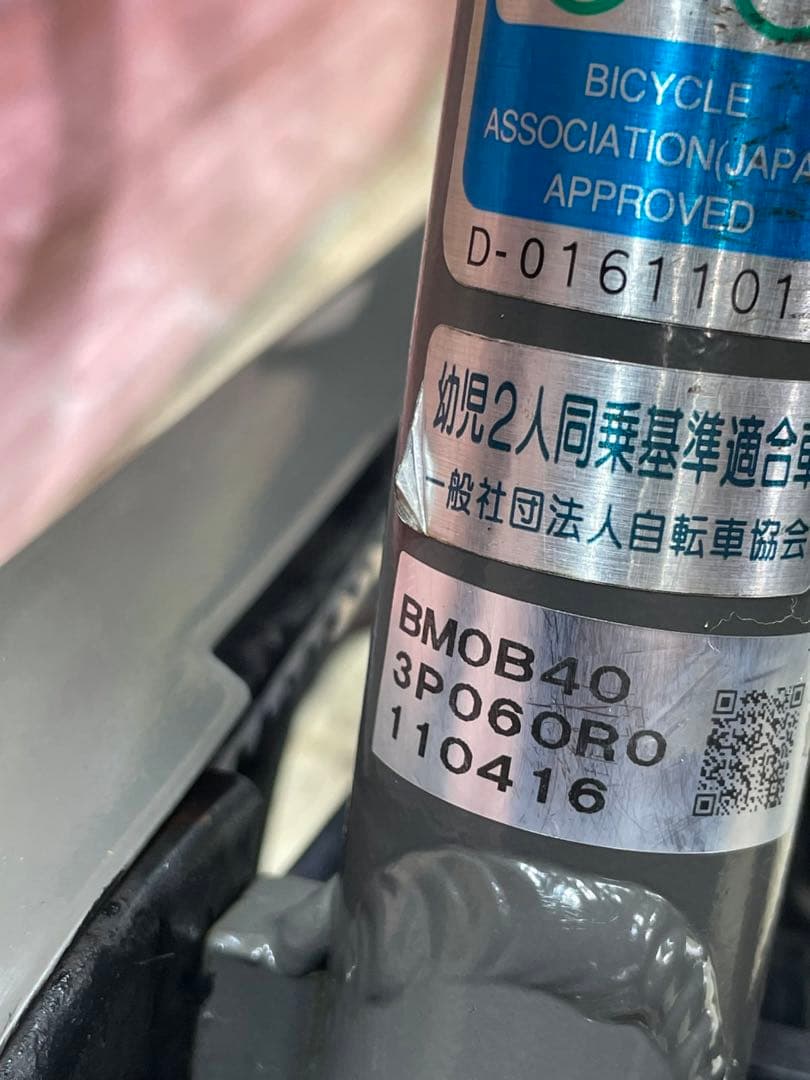 BICYCLE
ASSOCIATION(JAPA
APPROVED
D-0161101
幼児2人同乗基準適合車
一般社団法人自転車協会
BM0B40
3P060R0
110416